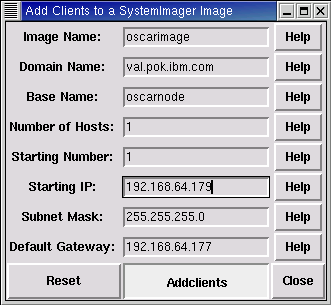 Add Clients to a SystemImager Image
Image Name: oscarimage Help
Domain Name: val.pok.ibm.com Help
Base Name: oscarnode Help
Number of Hosts: 1 Help
Starting Number: 1 Help
Starting IP: 192.168.64.179 Help
Subnet Mask: 255.255.255.0 Help
Default Gateway: 192.168.64.177 Help
Reset Addclients Close